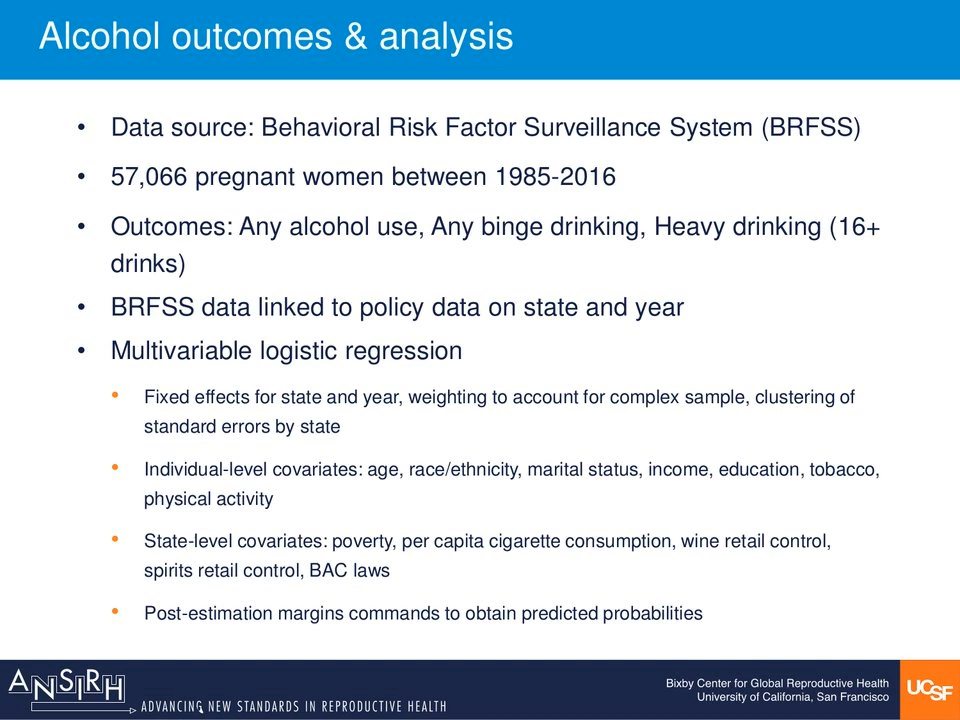 Alcohol outcomes & analysis
• Data source: Behavioral Risk Factor Surveillance System (BRFSS)
• 57,066 pregnant women between 1985-2016
• Outcomes: Any alcohol use, Any binge drinking, Heavy drinking (16+
drinks)
• BRFSS data linked to policy data on state and year
• Multivariable logistic regression
• Fixed effects for state and year, weighting to account for complex sample, clustering of
standard errors by state
• Individual-level covariates: age, race/ethnicity, marital status, income, education, tobacco,
physical activity
• State-level covariates: poverty, per capita cigarette consumption, wine retail control,
spirits retail control, BAC laws
• Post-estimation margins commands to obtain predicted probabilities
ANSIRH
ADVANCING NEW STANDARDS IN REPRODUCTIVE HEALTH
Bixby Center for Global Reproductive Health
University of California, San Francisco
UCSF